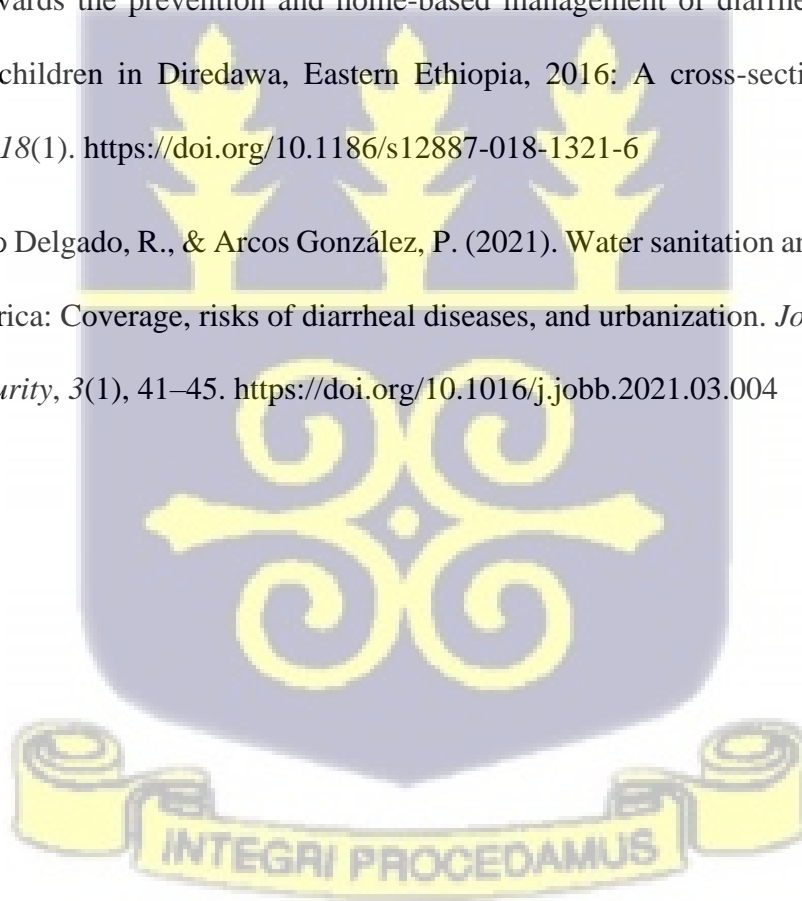 wards the prevention and home-based management of diarrhe
children in Diredawa, Eastern Ethiopia, 2016: A cross-secti
18(1). https://doi.org/10.1186/s12887-018-1321-6
o Delgado, R., & Arcos González, P. (2021). Water sanitation an
rica: Coverage, risks of diarrheal diseases, and urbanization. Jo
urity, 3(1), 41–45. https://doi.org/10.1016/j.jobb.2021.03.004
INTEGRI PROCEDAMUS